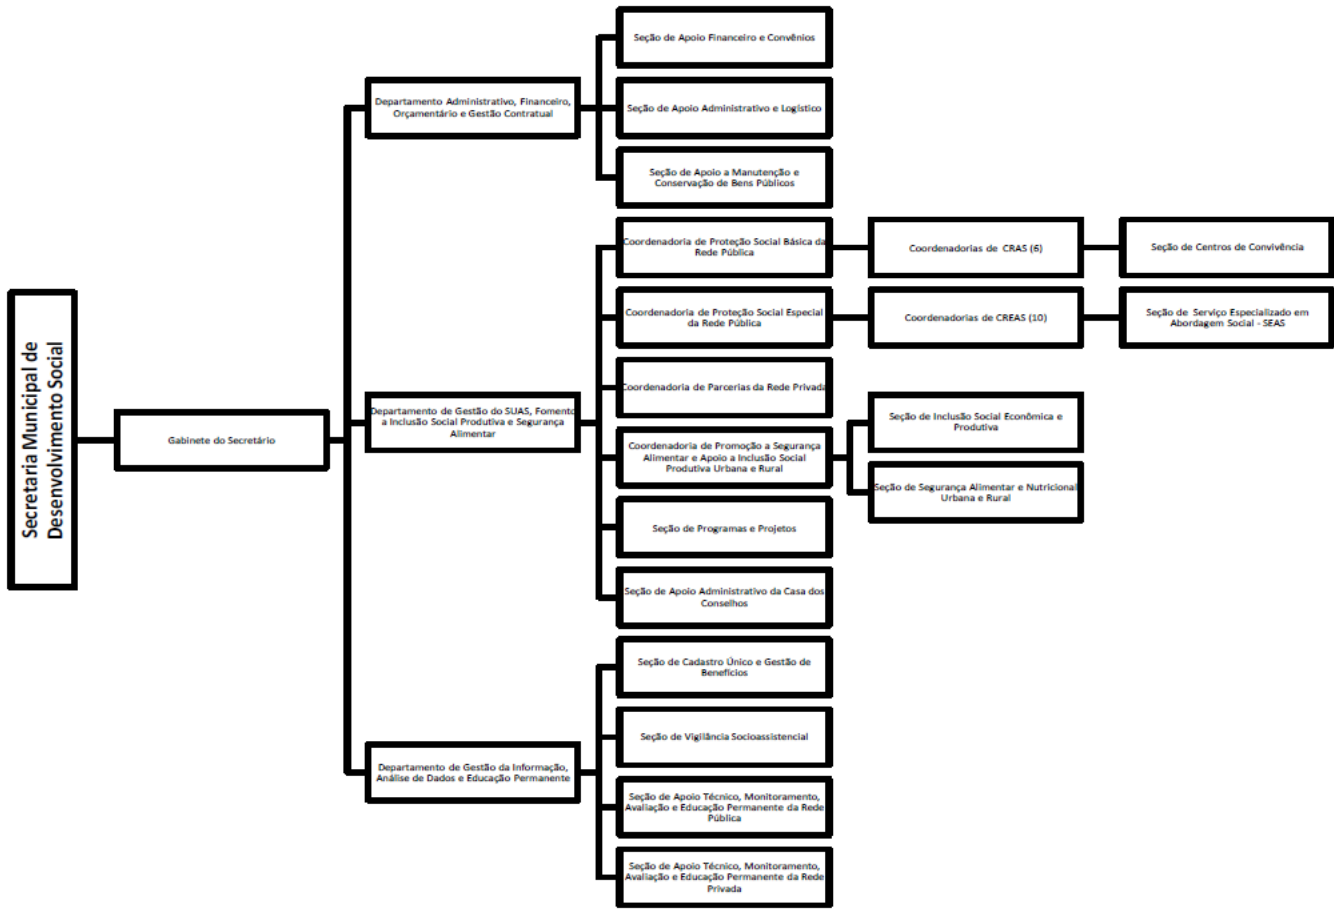 Secretaria Municipal de
Desenvolvimento Social
Gabinete do Secretário
Departamento Administrativo, Financeiro,
Orçamentário e Gestão Contratual
Seção de Apoio Financeiro e Convênios
Seção de Apoio Administrativo e Logístico
Seção de Apoio a Manutenção e
Conservação de Bens Públicos
Departamento de Gestão do SUAS, Fomento
a Inclusão Social Produtiva e Segurança
Alimentar
Coordenadoria de Proteção Social Básica da
Rede Pública
Coordenadorias de CRAS (6)
Seção de Centros de Convivência
Coordenadoria de Proteção Social Especial
da Rede Pública
Coordenadorias de CREAS (10)
Seção de Serviço Especializado em
Abordagem Social - SEAS
Coordenadoria de Parcerias da Rede Privada
Coordenadoria de Promoção a Segurança
Alimentar e Apoio a Inclusão Social
Produtiva Urbana e Rural
Seção de Inclusão Social Econômica e
Produtiva
Seção de Segurança Alimentar e Nutricional
Urbana e Rural
Seção de Programas e Projetos
Seção de Apoio Administrativo da Casa dos
Conselhos
Departamento de Gestão da Informação,
Análise de Dados e Educação Permanente
Seção de Cadastro Único e Gestão de
Benefícios
Seção de Vigilância Socioassistencial
Seção de Apoio Técnico, Monitoramento,
Avaliação e Educação Permanente da Rede
Pública
Seção de Apoio Técnico, Monitoramento,
Avaliação e Educação Permanente da Rede
Privada